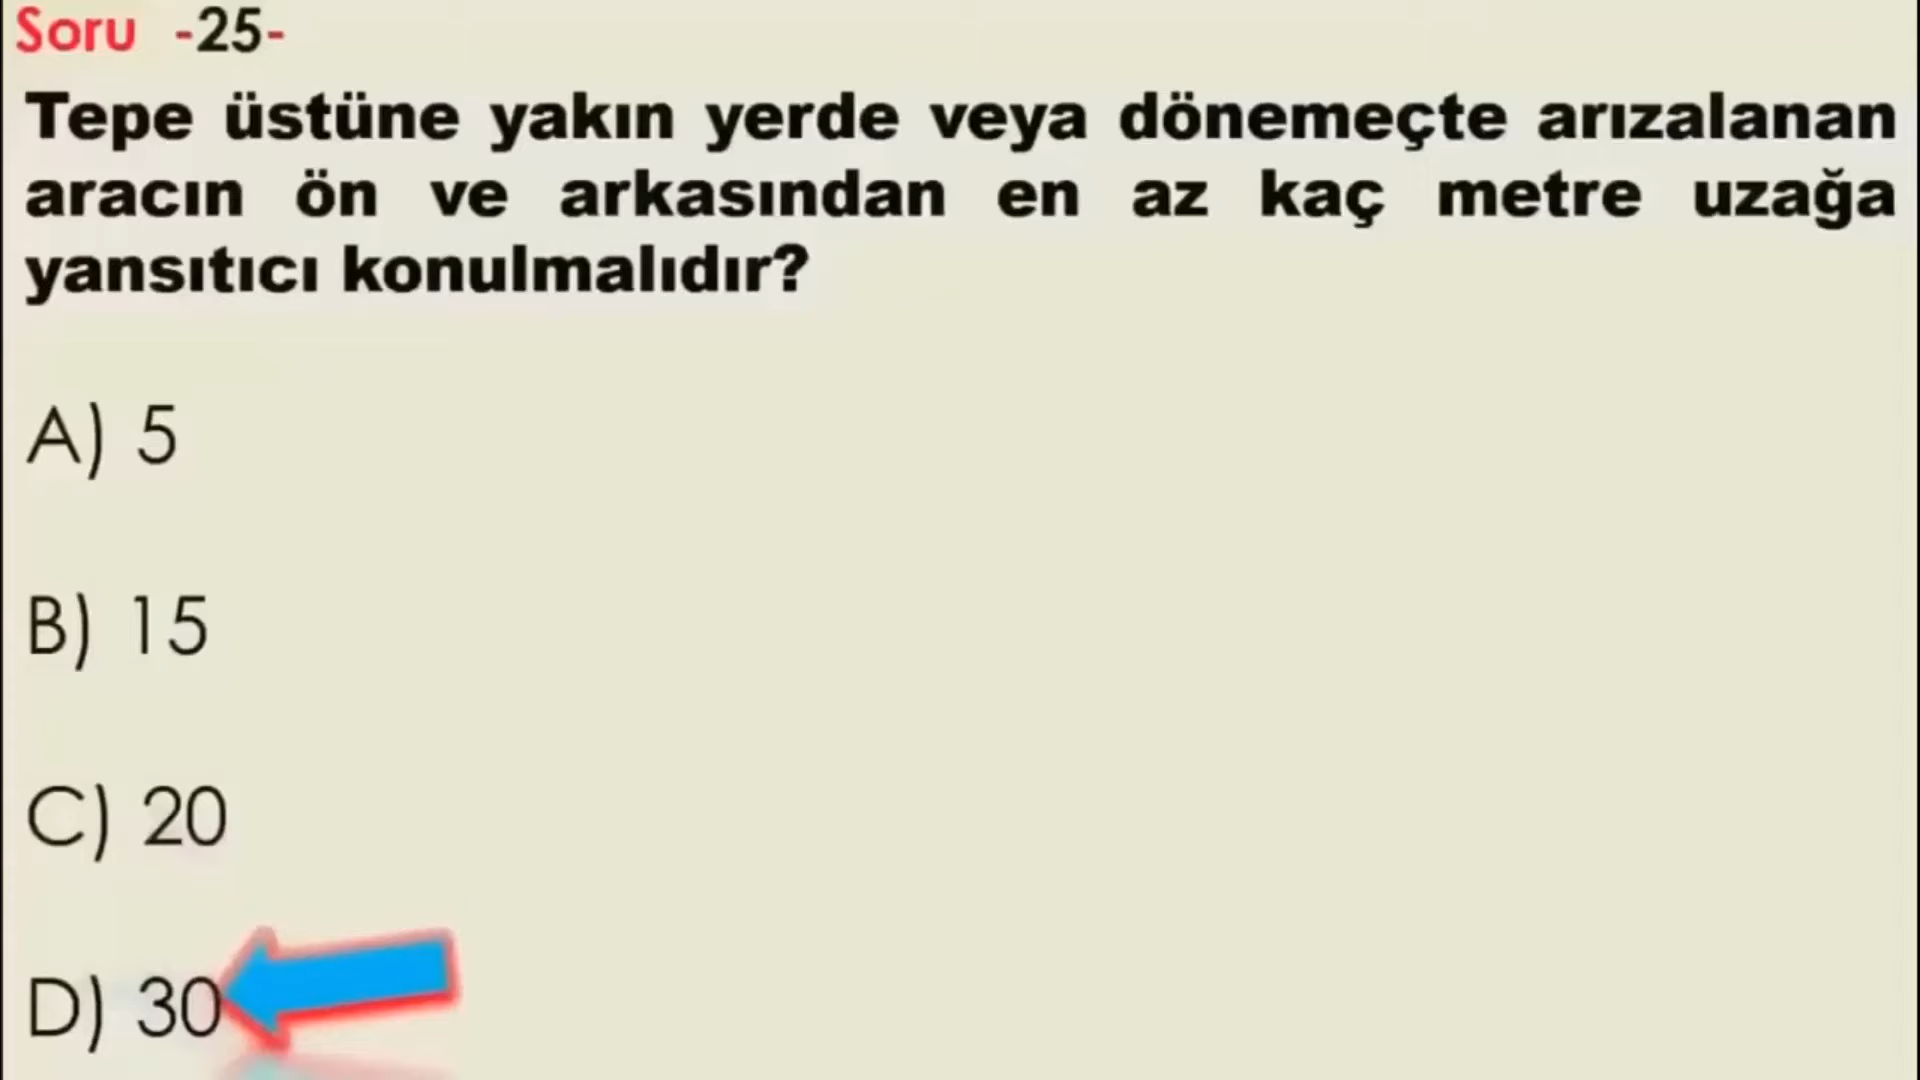 Soru -25-
Tepe üstüne yakın yerde veya dönemeçte arızalanan
aracın ön ve arkasından en az kaç metre uzağa
yansıtıcı konulmalıdır?
A) 5
B) 15
C) 20
D) 30